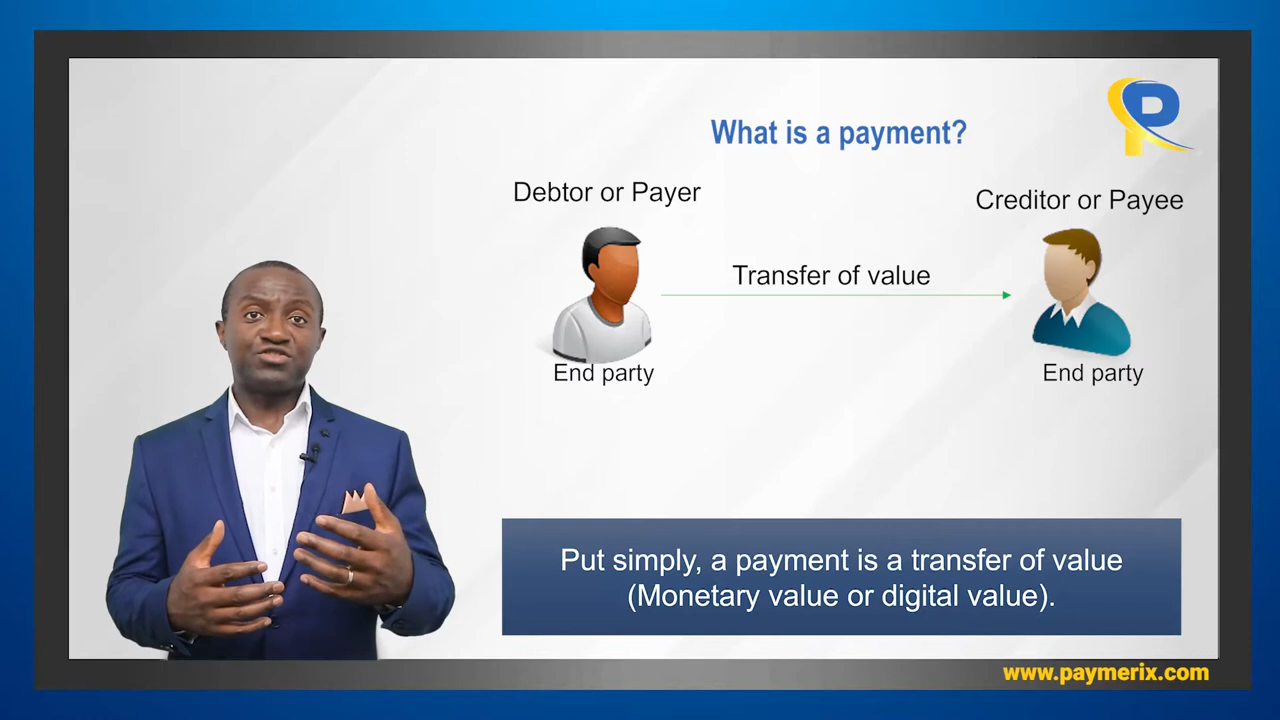 What is a payment?
Debtor or Payer
Creditor or Payee
Transfer of value
End party
End party
Put simply, a payment is a transfer of value
(Monetary value or digital value).
www.paymerix.com